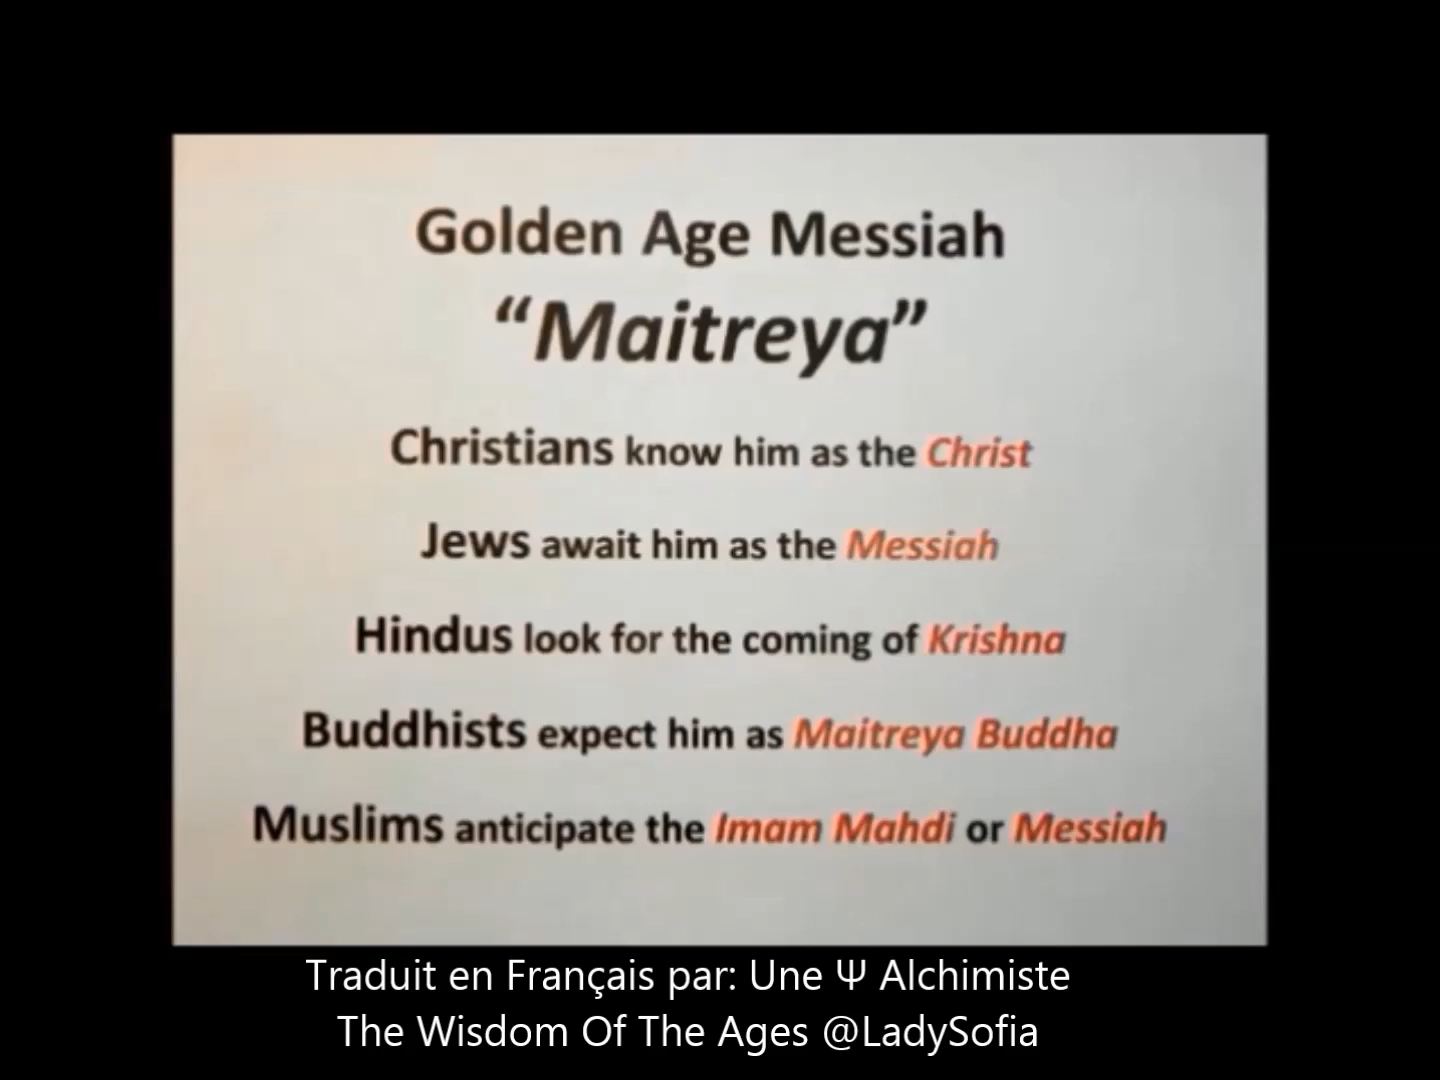 Golden Age Messiah
“Maitreya”
Christians know him as the Christ
Jews await him as the Messiah
Hindus look for the coming of Krishna
Buddhists expect him as Maitreya Buddha
Muslims anticipate the Imam Mahdi or Messiah
Traduit en Français par: Une Ψ Alchimiste
The Wisdom Of The Ages @LadySofia